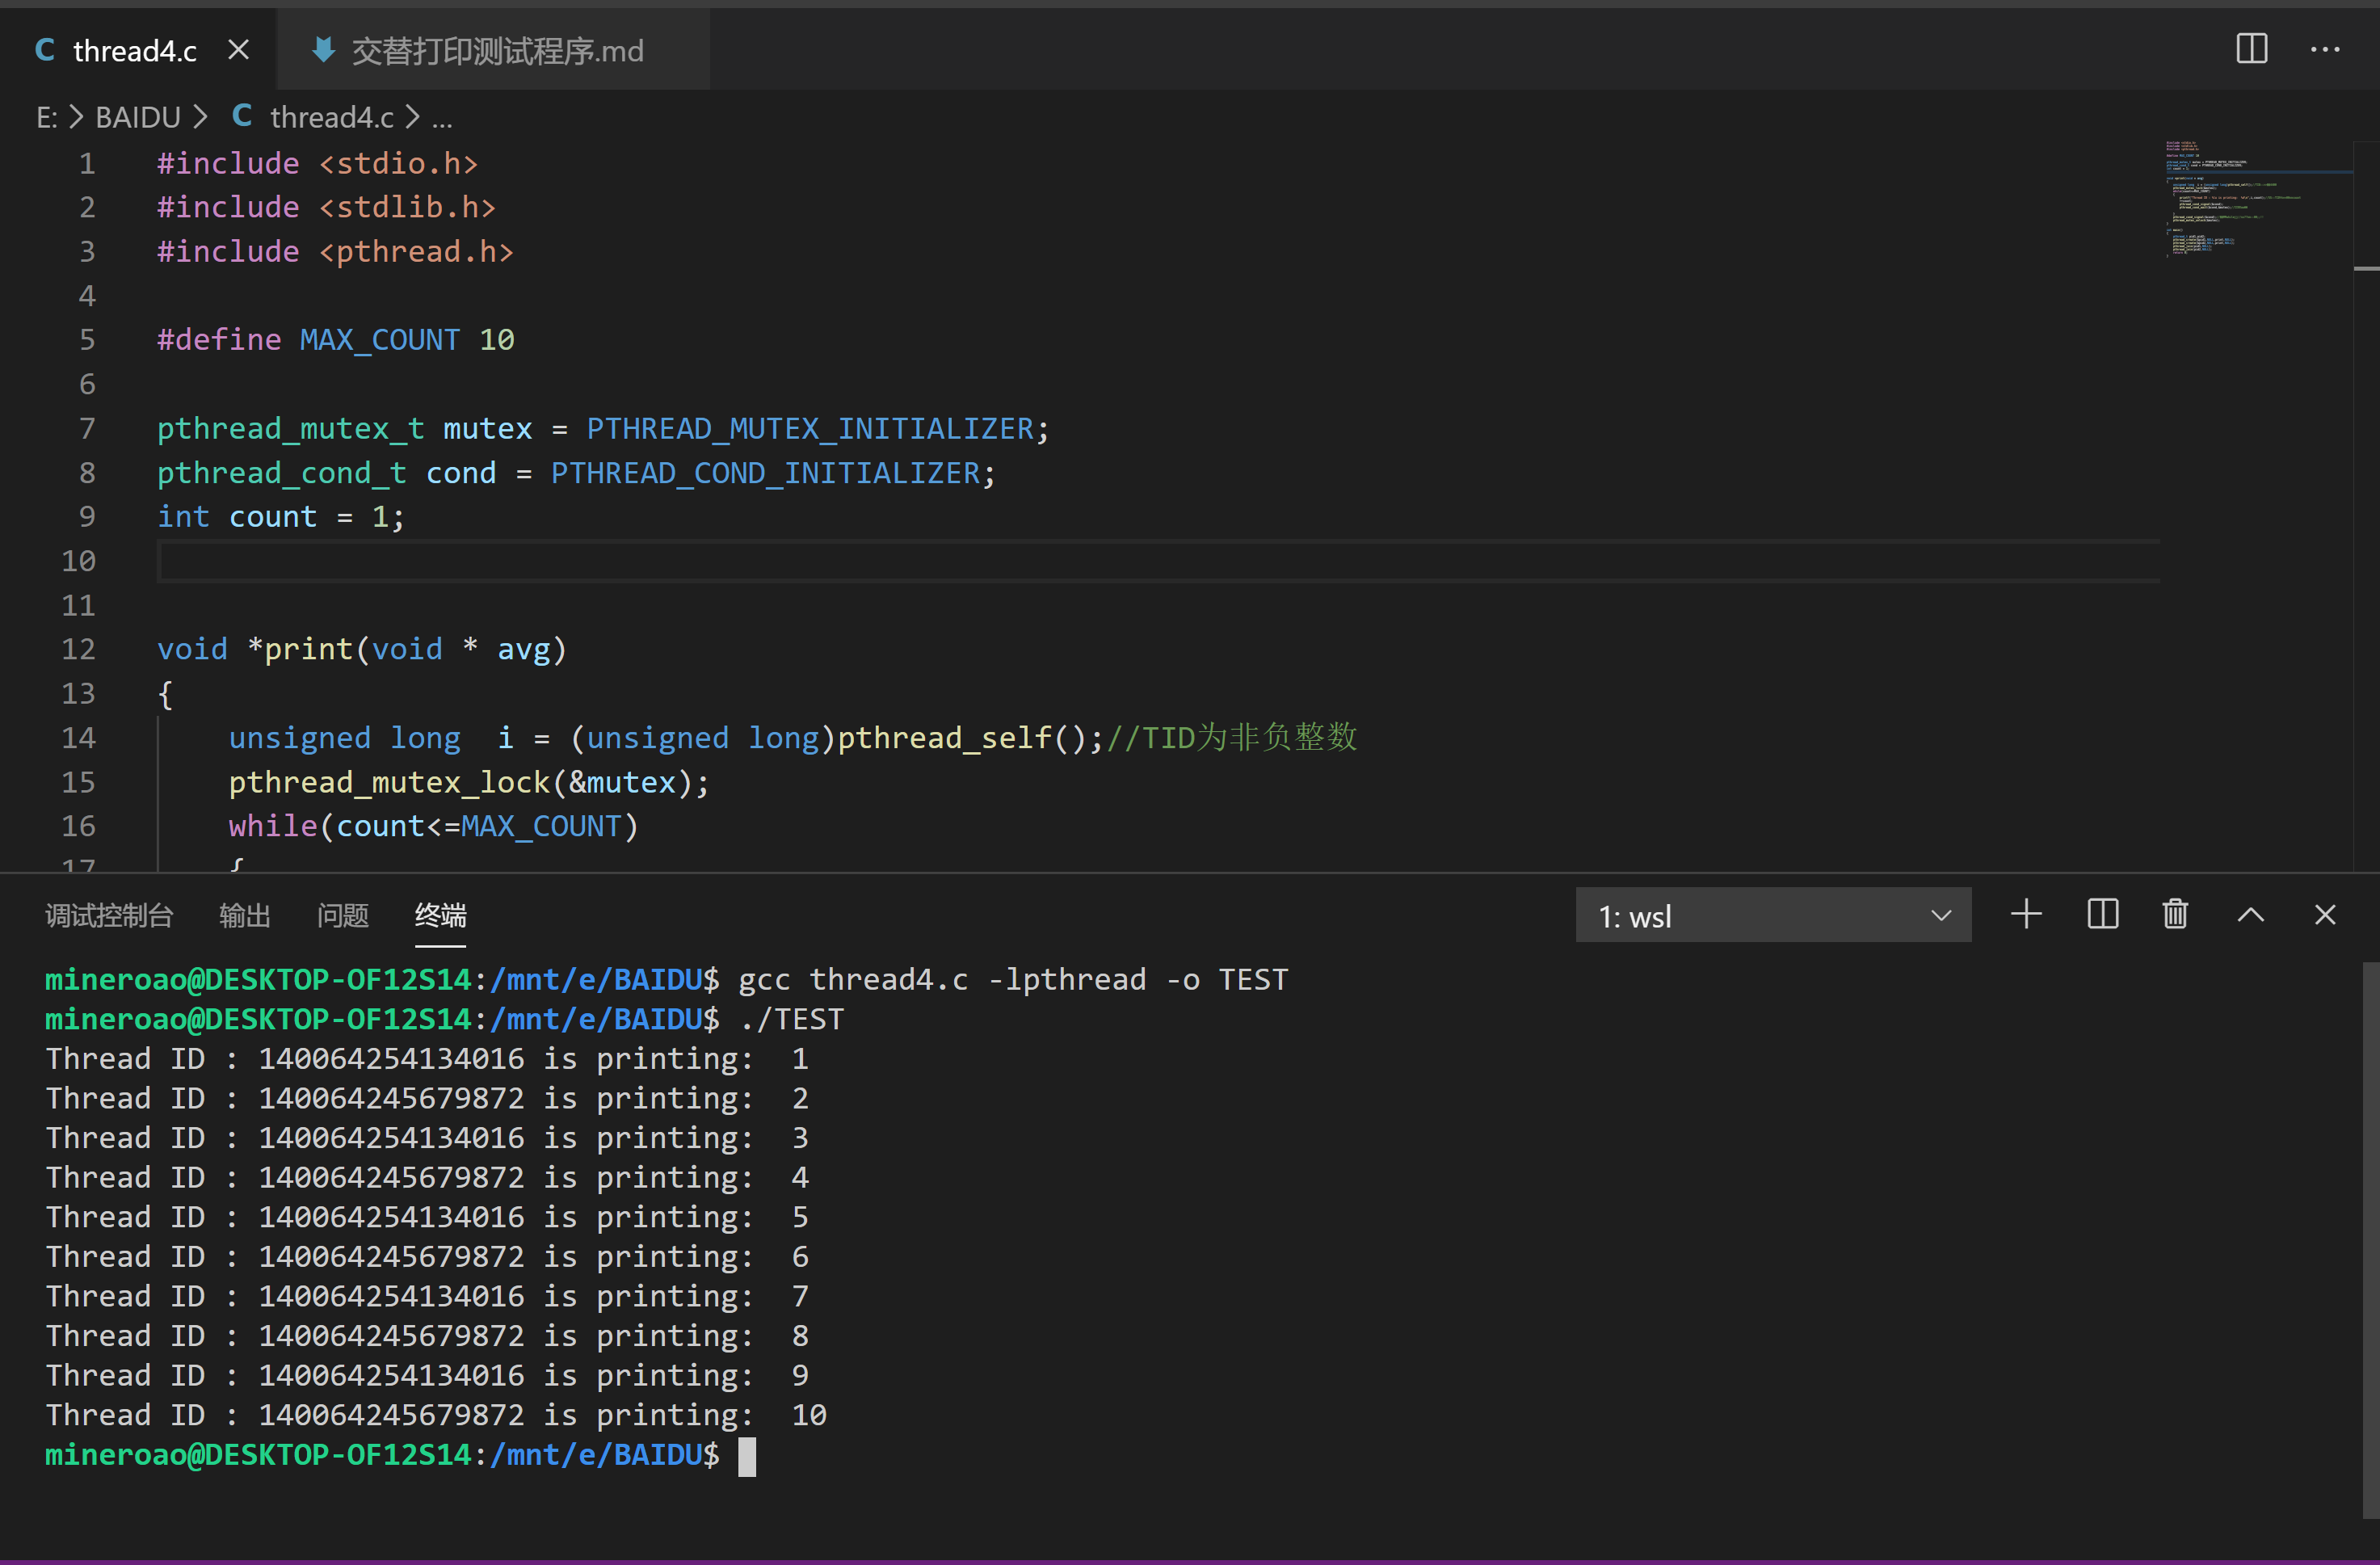 thread4.c
交替打印测试程序.md
E: > BAIDU > C thread4.c > ...
1 #include <stdio.h>
2 #include <stdlib.h>
3 #include <pthread.h>
4
5 #define MAX_COUNT 10
6
7 pthread_mutex_t mutex = PTHREAD_MUTEX_INITIALIZER;
8 pthread_cond_t cond = PTHREAD_COND_INITIALIZER;
9 int count = 1;
10
11
12 void *print(void * avg)
13 {
14 unsigned long  i = (unsigned long)pthread_self();//TID为非负整数
15 pthread_mutex_lock(&mutex);
16 while(count<=MAX_COUNT)
17 {
调试控制台 输出 问题 终端 1: wsl
mineroao@DESKTOP-OF12S14:/mnt/e/BAIDU$ gcc thread4.c -lpthread -o TEST
mineroao@DESKTOP-OF12S14:/mnt/e/BAIDU$ ./TEST
Thread ID : 140064254134016 is printing:  1
Thread ID : 140064245679872 is printing:  2
Thread ID : 140064254134016 is printing:  3
Thread ID : 140064245679872 is printing:  4
Thread ID : 140064254134016 is printing:  5
Thread ID : 140064245679872 is printing:  6
Thread ID : 140064254134016 is printing:  7
Thread ID : 140064245679872 is printing:  8
Thread ID : 140064254134016 is printing:  9
Thread ID : 140064245679872 is printing:  10
mineroao@DESKTOP-OF12S14:/mnt/e/BAIDU$